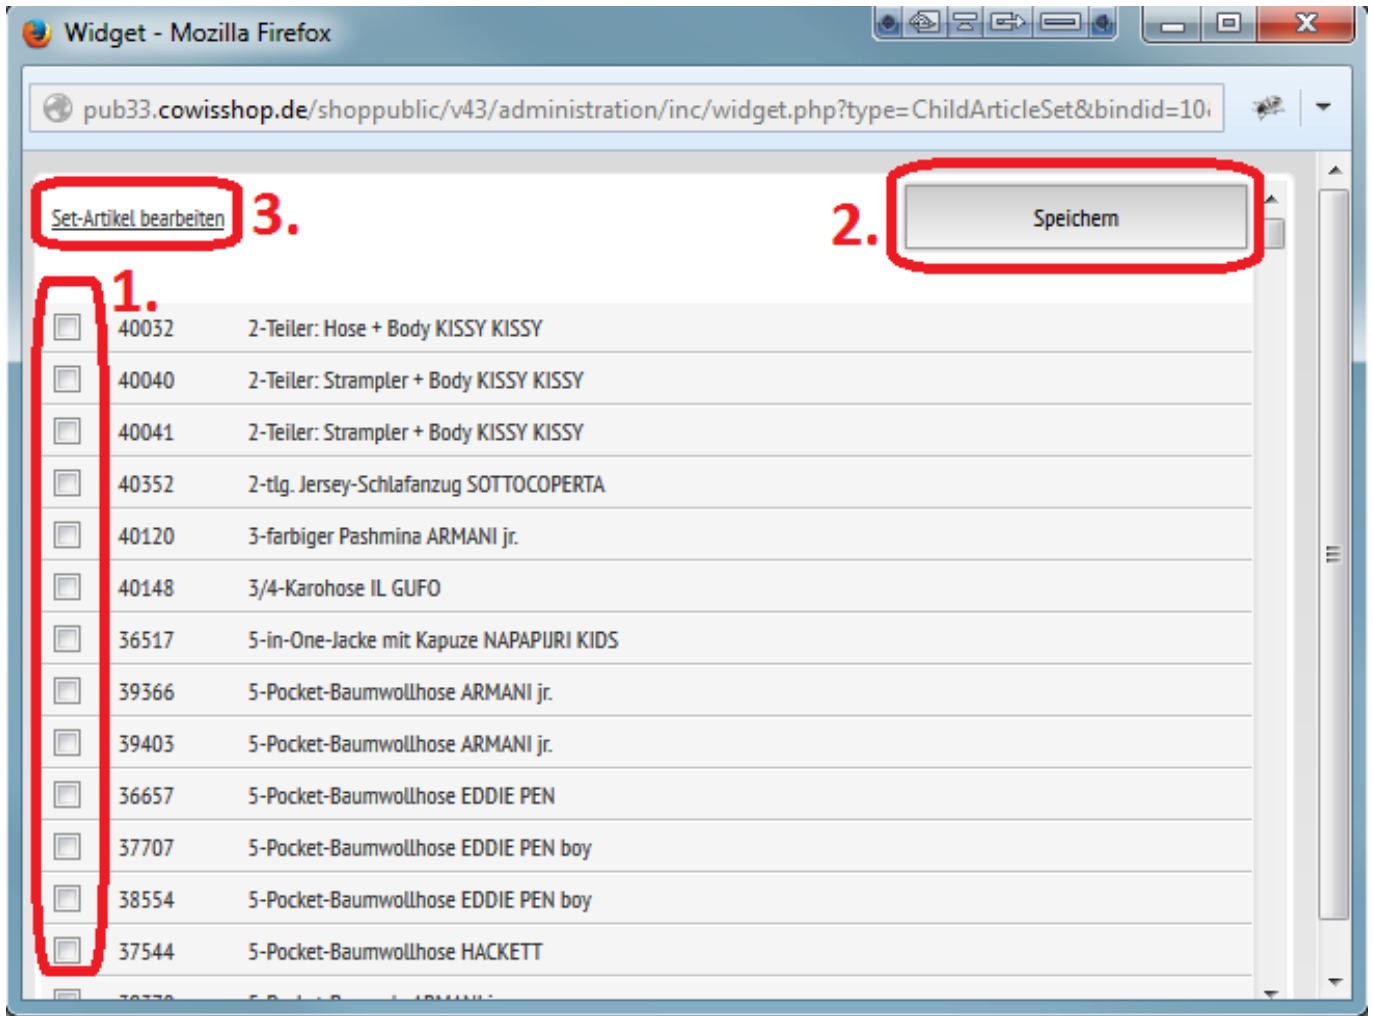 Widget - Mozilla Firefox
pub33.cowisshop.de/shoppublic/v43/administration/inc/widget.php?type=ChildArticleSet&bindid=10
Set-Artikel bearbeiten 3. 2. Speichern
1.
40032 2-Teiler: Hose + Body KISSY KISSY
40040 2-Teiler: Strampler + Body KISSY KISSY
40041 2-Teiler: Strampler + Body KISSY KISSY
40352 2-tlg. Jersey-Schlafanzug SOTTOCOPERTA
40120 3-farbiger Pashmina ARMANI jr.
40148 3/4-Karohose IL GUFO
36517 5-in-One-Jacke mit Kapuze NAPAPIJRI KIDS
39366 5-Pocket-Baumwollhose ARMANI jr.
39403 5-Pocket-Baumwollhose ARMANI jr.
36657 5-Pocket-Baumwollhose EDDIE PEN
37707 5-Pocket-Baumwollhose EDDIE PEN boy
38554 5-Pocket-Baumwollhose EDDIE PEN boy
37544 5-Pocket-Baumwollhose HACKETT